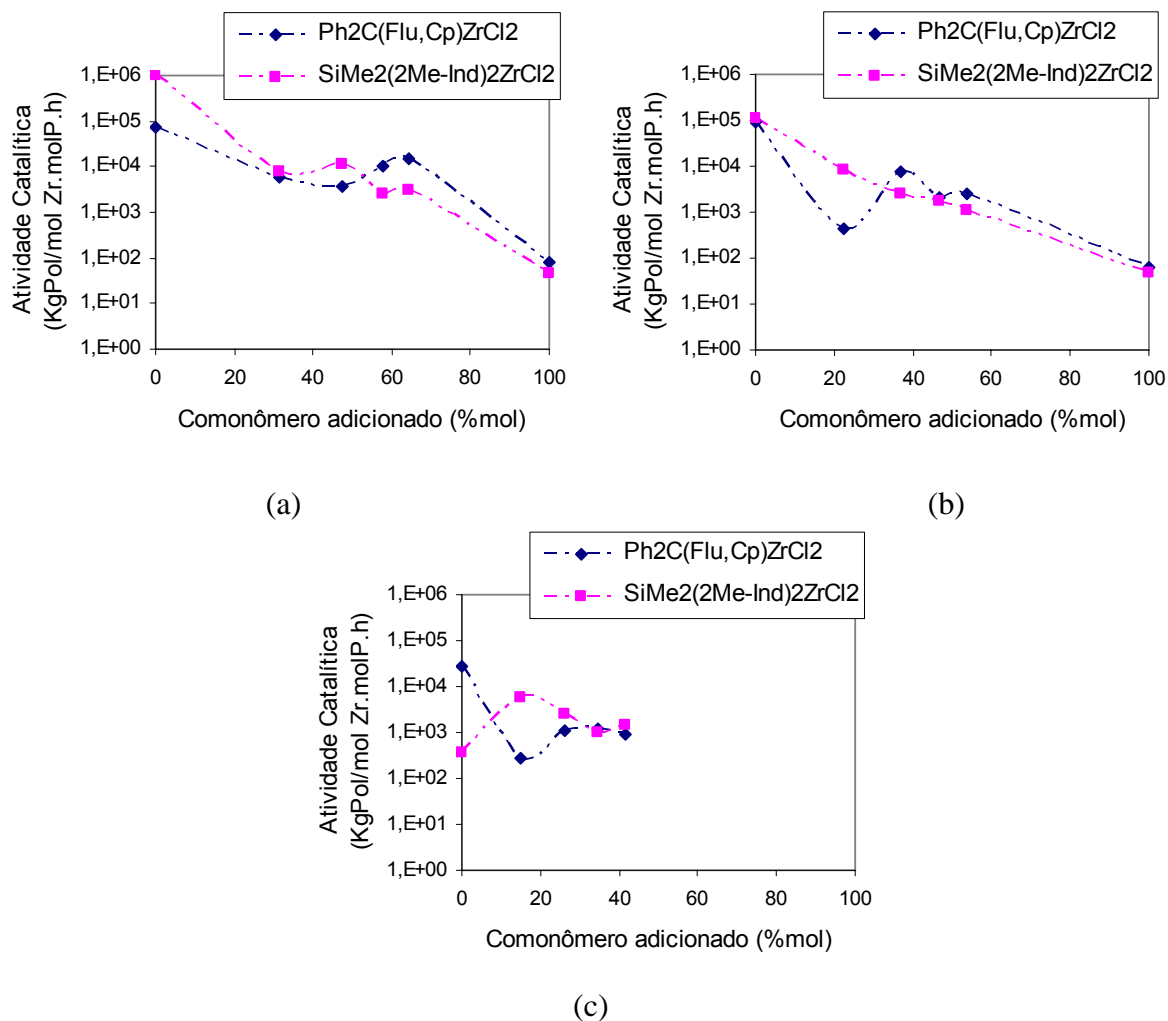 Ph2C(Flu,Cp)ZrCl2
SiMe2(2Me-Ind)2ZrCl2
1,E+06
1,E+05
1,E+04
1,E+03
1,E+02
1,E+01
1,E+00
Atividade Catalítica
(KgPol/mol Zr.molP.h)
0 20 40 60 80 100
Comonômero adicionado (%mol)
(a)
Ph2C(Flu,Cp)ZrCl2
SiMe2(2Me-Ind)2ZrCl2
1,E+06
1,E+05
1,E+04
1,E+03
1,E+02
1,E+01
1,E+00
Atividade Catalítica
(KgPol/mol Zr.molP.h)
0 20 40 60 80 100
Comonômero adicionado (%mol)
(b)
Ph2C(Flu,Cp)ZrCl2
SiMe2(2Me-Ind)2ZrCl2
1,E+06
1,E+05
1,E+04
1,E+03
1,E+02
1,E+01
1,E+00
Atividade Catalítica
(KgPol/mol Zr.molP.h)
0 20 40 60 80 100
Comonômero adicionado (%mol)
(c)